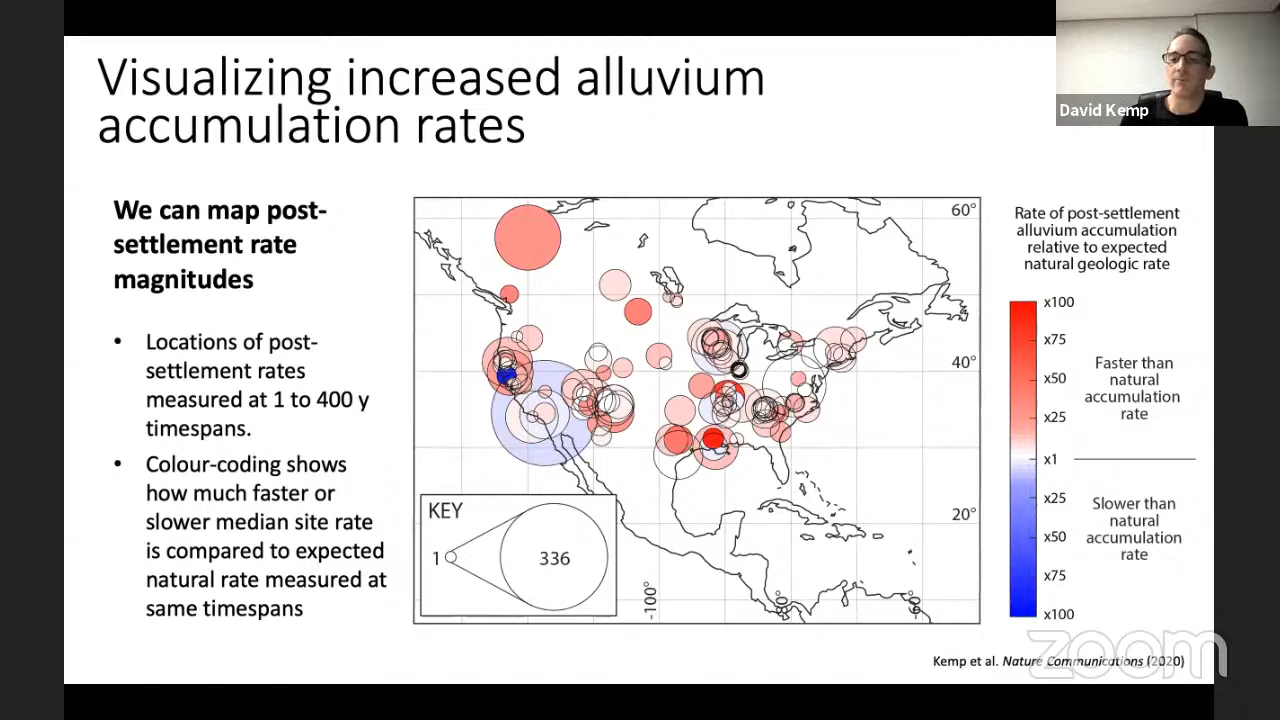 Visualizing increased alluvium
accumulation rates
David Kemp
We can map post-
settlement rate
magnitudes
• Locations of post-
settlement rates
measured at 1 to 400 y
timespans.
• Colour-coding shows
how much faster or
slower median site rate
is compared to expected
natural rate measured at
same timespans
60°
40°
20°
-100°
-80°
-60°
KEY
1
336
Rate of post-settlement
alluvium accumulation
relative to expected
natural geologic rate
x100
x75
x50
x25
x1
x25
x50
x75
x100
Faster than
natural
accumulation
rate
Slower than
natural
accumulation
rate
zoom
Kemp et al. Nature Communications (2020)